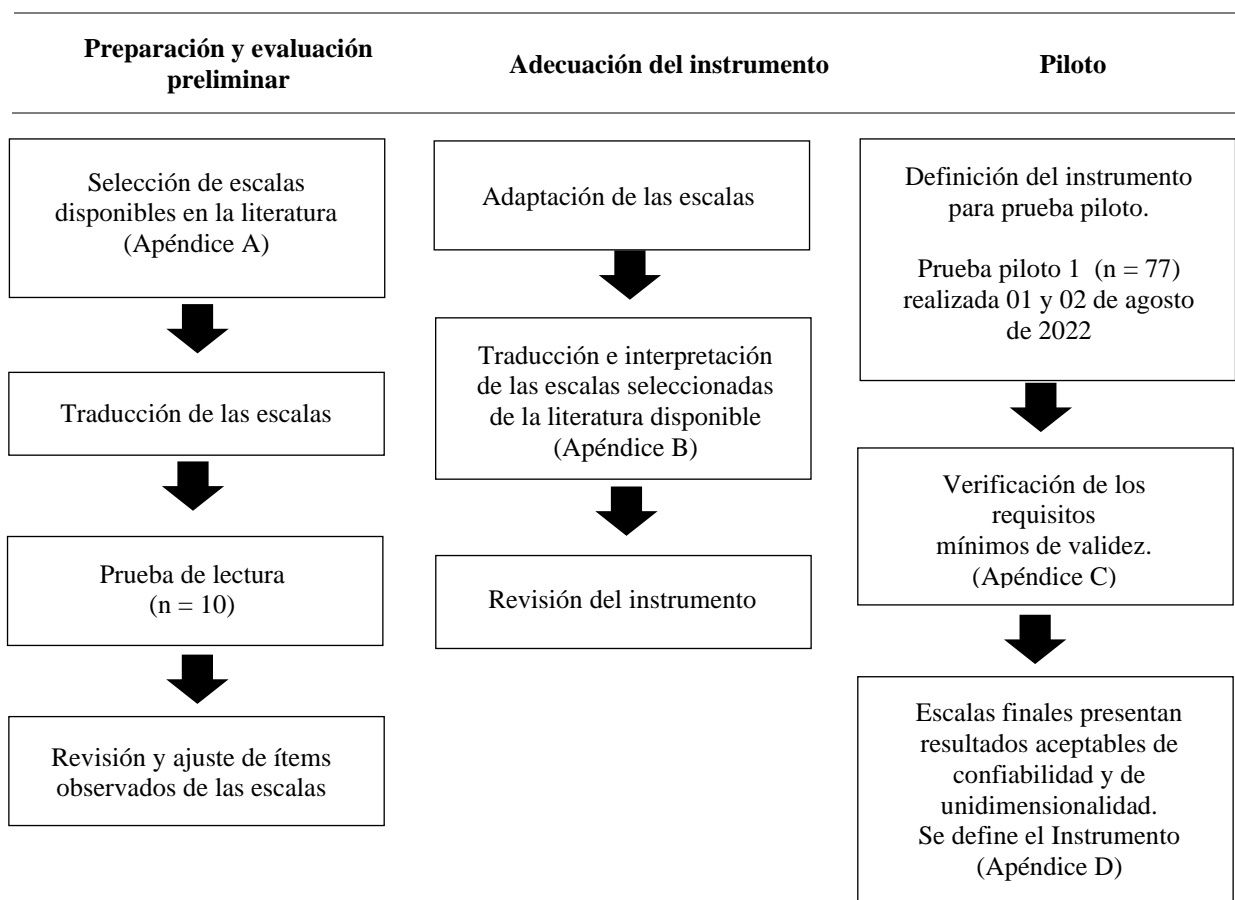 Preparación y evaluación
preliminar
Adecuación del instrumento
Piloto
Selección de escalas
disponibles en la literatura
(Apéndice A)
Traducción de las escalas
Prueba de lectura
(n = 10)
Revisión y ajuste de ítems
observados de las escalas
Adaptación de las escalas
Traducción e interpretación
de las escalas seleccionadas
de la literatura disponible
(Apéndice B)
Revisión del instrumento
Definición del instrumento
para prueba piloto.
Prueba piloto 1 (n = 77)
realizada 01 y 02 de agosto
de 2022
Verificación de los
requisitos
mínimos de validez.
(Apéndice C)
Escalas finales presentan
resultados aceptables de
confiabilidad y de
unidimensionalidad.
Se define el Instrumento
(Apéndice D)